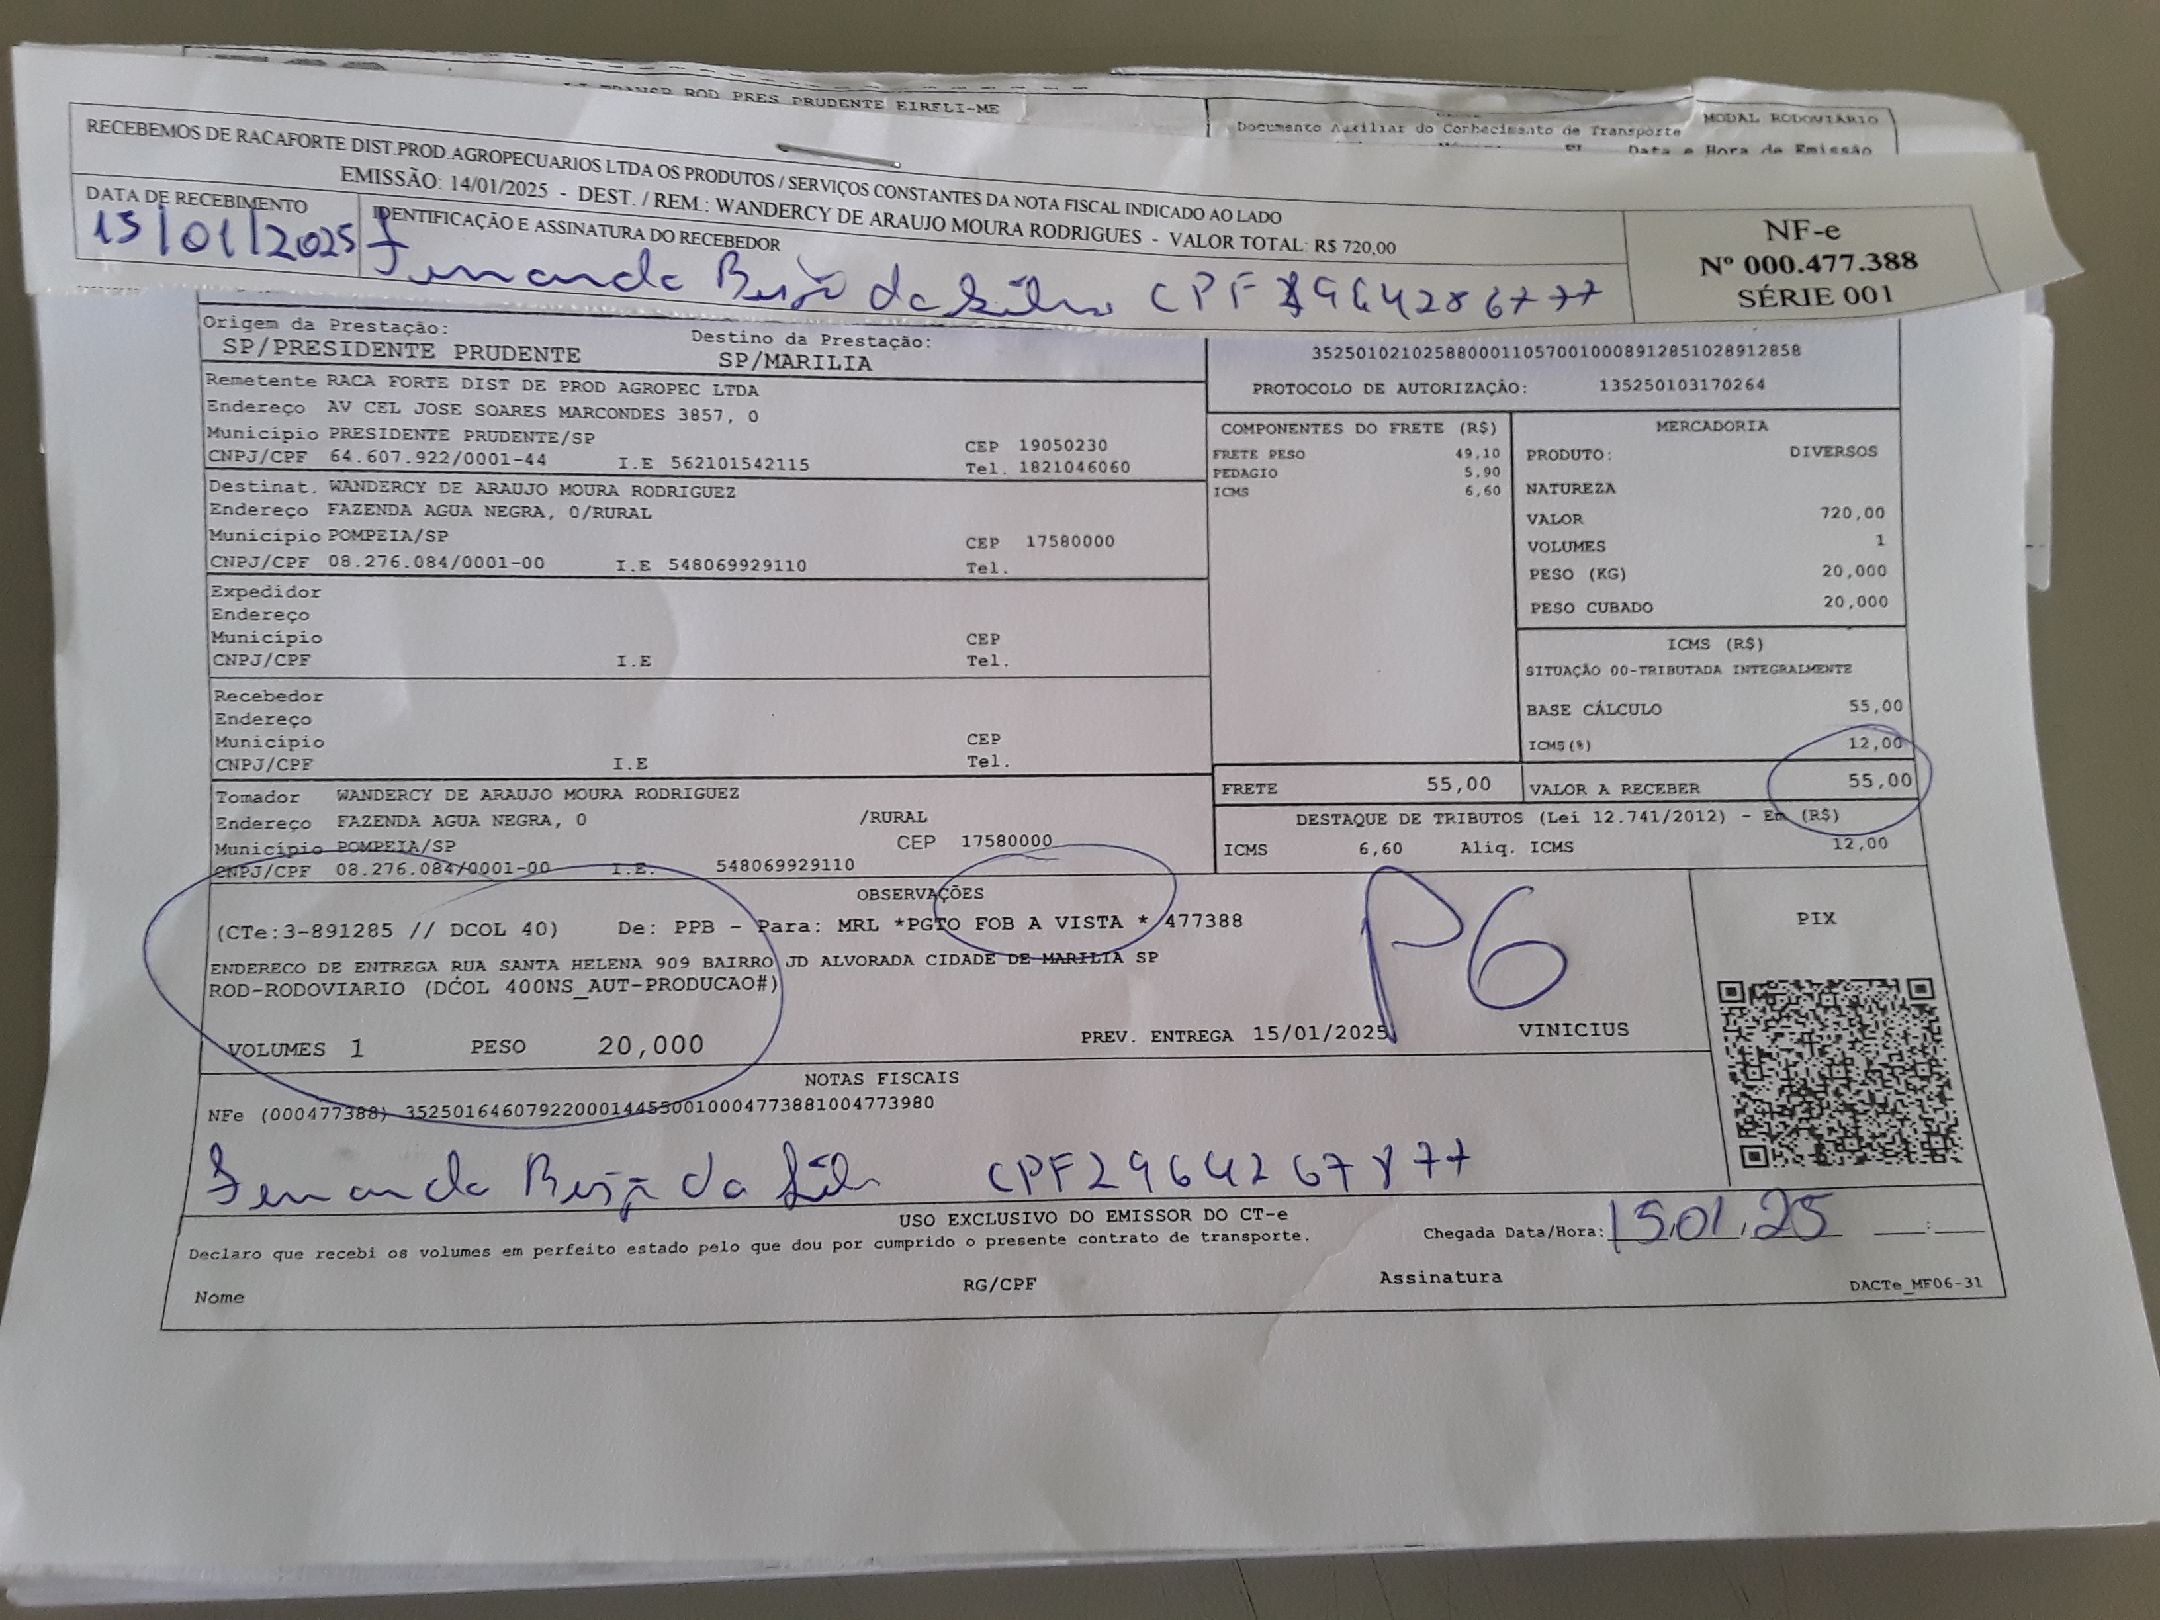 TRANSP ROD PRES PRUDENTE EIRELI-ME
MODAL RODOVIÁRIO
Documento Auxiliar do Conhecimento de Transporte
Data e Hora de Emissão
RECEBEMOS DE RACAFORTE DIST.PROD.AGROPECUARIOS LTDA OS PRODUTOS / SERVIÇOS CONSTANTES DA NOTA FISCAL INDICADO AO LADO
EMISSÃO: 14/01/2025 - DEST. / REM.: WANDERCY DE ARAUJO MOURA RODRIGUES - VALOR TOTAL: R$ 720,00
DATA DE RECEBIMENTO
15/01/2025
IDENTIFICAÇÃO E ASSINATURA DO RECEBEDOR
Fernanda da Silva CPF
NF-e
Nº 000.477.388
SÉRIE 001
Origem da Prestação:
SP/PRESIDENTE PRUDENTE
Destino da Prestação:
SP/MARILIA
35250102102588000110570010008912851028912858
PROTOCOLO DE AUTORIZAÇÃO: 135250103170264
Remetente RACA FORTE DIST DE PROD AGROPEC LTDA
Endereço AV CEL JOSE SOARES MARCONDES 3857, 0
Município PRESIDENTE PRUDENTE/SP CEP 19050230
CNPJ/CPF 64.607.922/0001-44 I.E 562101542115 Tel. 1821046060
Destinat. WANDERCY DE ARAUJO MOURA RODRIGUEZ
Endereço FAZENDA AGUA NEGRA, 0/RURAL
Município POMPEIA/SP CEP 17580000
CNPJ/CPF 08.276.084/0001-00 I.E 548069929110 Tel.
Expedidor
Endereço
Município CEP
CNPJ/CPF I.E Tel.
Recebedor
Endereço
Município CEP
CNPJ/CPF I.E Tel.
Tomador WANDERCY DE ARAUJO MOURA RODRIGUEZ
Endereço FAZENDA AGUA NEGRA, 0 /RURAL
Município POMPEIA/SP CEP 17580000
CNPJ/CPF 08.276.084/0001-00 I.E. 548069929110
COMPONENTES DO FRETE (R$)
FRETE PESO 49,10
PEDAGIO 5,90
ICMS 6,60
MERCADORIA
PRODUTO: DIVERSOS
NATUREZA
VALOR 720,00
VOLUMES 1
PESO (KG) 20,000
PESO CUBADO 20,000
ICMS (R$)
SITUAÇÃO 00-TRIBUTADA INTEGRALMENTE
BASE CÁLCULO 55,00
ICMS(%) 12,00
FRETE 55,00 VALOR A RECEBER 55,00
DESTAQUE DE TRIBUTOS (Lei 12.741/2012) - Em (R$)
ICMS 6,60 Aliq. ICMS 12,00
OBSERVAÇÕES
(CTe:3-891285 // DCOL 40) De: PPB - Para: MRL *PGTO FOB A VISTA * 477388
ENDERECO DE ENTREGA RUA SANTA HELENA 909 BAIRRO JD ALVORADA CIDADE DE MARILIA SP
ROD-RODOVIARIO (DCOL 400NS_AUT-PRODUCAO#)
VOLUMES 1 PESO 20,000
PREV. ENTREGA 15/01/2025 VINICIUS
PG
PIX
NOTAS FISCAIS
NFe (000477388) 35250164607922000144550010004773881004773980
Fernanda da CPF
USO EXCLUSIVO DO EMISSOR DO CT-e
Declaro que recebi os volumes em perfeito estado pelo que dou por cumprido o presente contrato de transporte.
Chegada Data/Hora: 15.01.25 __:__
Nome RG/CPF Assinatura
DACTe_MF06-31